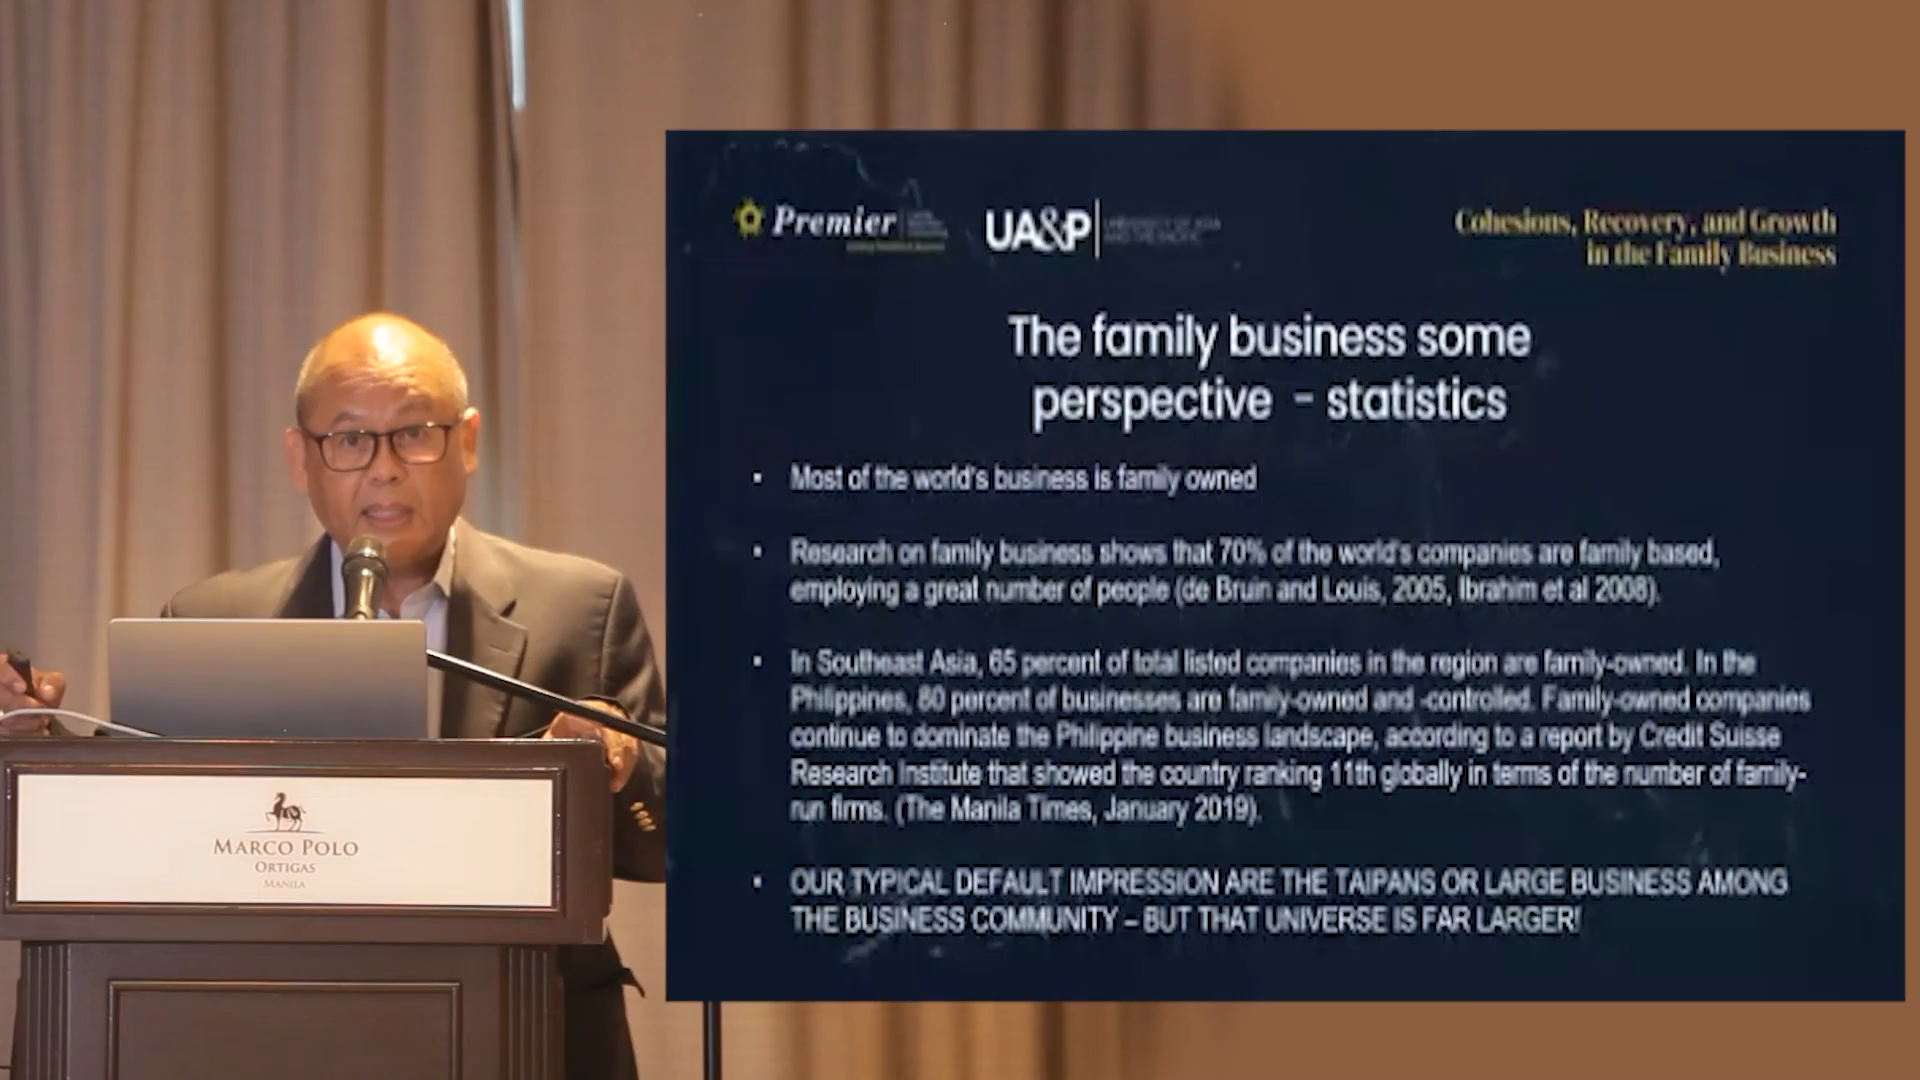 Premier
UA&P
UNIVERSITY OF ASIA
AND THE PACIFIC
Cohesions, Recovery, and Growth
in the Family Business
The family business some
perspective - statistics
• Most of the world's business is family owned
• Research on family business shows that 70% of the world's companies are family based,
employing a great number of people (de Bruin and Louis, 2005, Ibrahim et al 2008).
• In Southeast Asia, 65 percent of total listed companies in the region are family-owned. In the
Philippines, 80 percent of businesses are family-owned and -controlled. Family-owned companies
continue to dominate the Philippine business landscape, according to a report by Credit Suisse
Research Institute that showed the country ranking 11th globally in terms of the number of family-
run firms. (The Manila Times, January 2019).
• OUR TYPICAL DEFAULT IMPRESSION ARE THE TAIPANS OR LARGE BUSINESS AMONG
THE BUSINESS COMMUNITY – BUT THAT UNIVERSE IS FAR LARGER!
MARCO POLO
ORTIGAS
MANILA